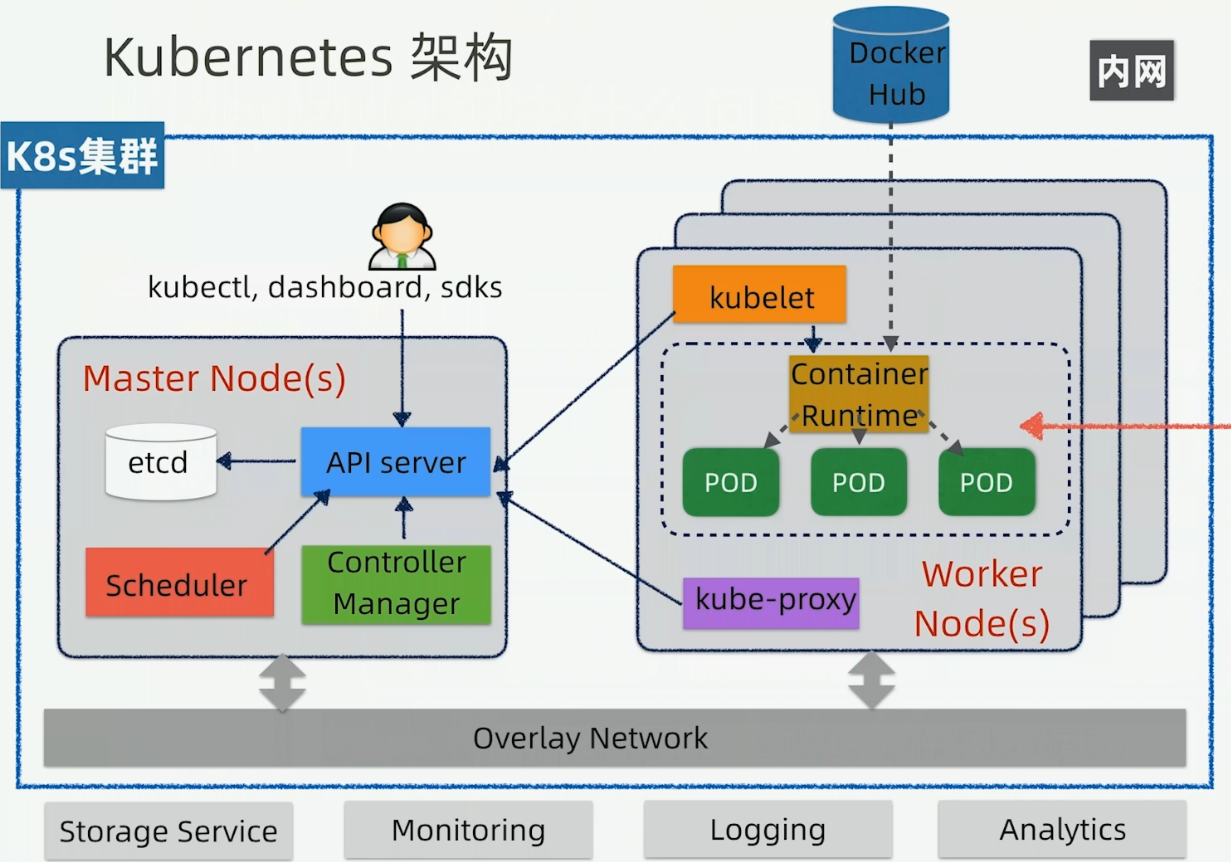 Kubernetes 架构
Docker
Hub
内网
K8s集群
kubectl, dashboard, sdks
Master Node(s)
etcd
API server
Scheduler
Controller
Manager
kubelet
Container
Runtime
POD
POD
POD
kube-proxy
Worker
Node(s)
Overlay Network
Storage Service
Monitoring
Logging
Analytics